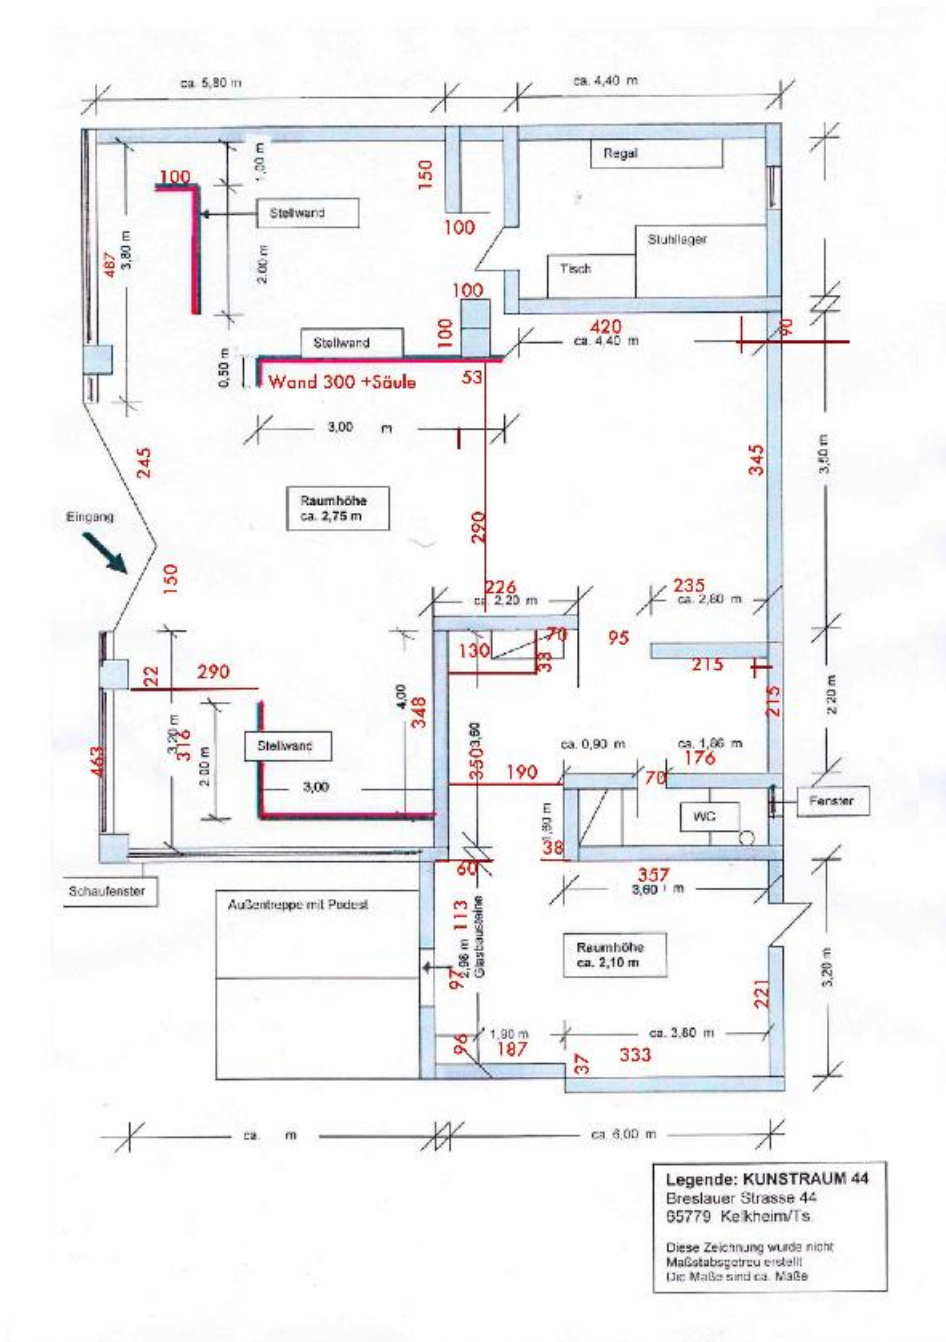 ca. 5,80 m
ca. 4,40 m
Regal
1,00 m
150
100
Stellwand
100
Stuhllager
Tisch
3,80 m
487
2.00 m
100
100
Stellwand
420
ca. 4,40 m
90
0,50 m
Wand 300 +Säule
53
3,00 m
245
345
3,50 m
Raumhöhe
ca. 2,75 m
Eingang
290
150
226
ca. 2,20 m
235
ca. 2,80 m
70
95
130
33
215
22
290
4,00
348
215
2 20 m
463
3,20 m
316
2 00 m
Stellwand
3,60
350
ca. 0,90 m
ca. 1,86 m
176
190
70
3,00
Fenster
WC
1,60 m
38
60
357
3,60 m
Schaufenster
Außentreppe mit Podest
113
2,98 m
Glasbausteine
97
Raumhöhe
ca. 2,10 m
221
3,20 m
96
1,90 m
187
ca. 3,80 m
333
37
ca. m
ca 6,00 m
Legende: KUNSTRAUM 44
Breslauer Strasse 44
65779 Kelkheim/Ts.
Diese Zeichnung wurde nicht
Maßstabsgetreu erstellt
Die Maße sind ca. Maße